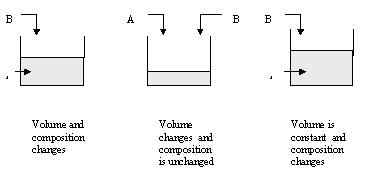 B
A
B
B
Volume and
composition
changes
Volume
changes and
composition
is unchanged
Volume is
constant and
composition
changes